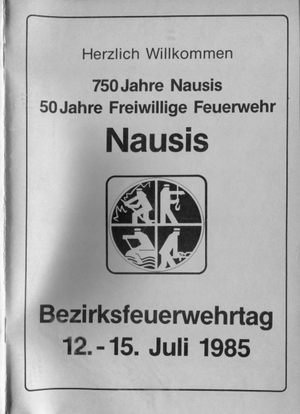 Herzlich Willkommen
750 Jahre Nausis
50 Jahre Freiwillige Feuerwehr
Nausis
Bezirksfeuerwehrtag
12. - 15. Juli 1985